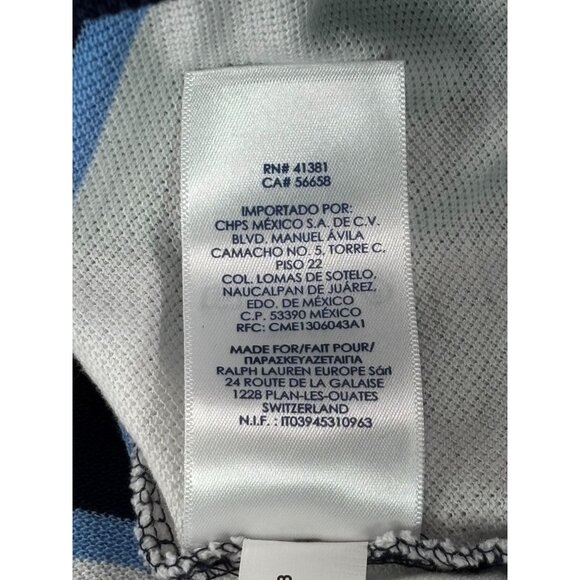 RN# 41381
CA# 56658
IMPORTADO POR:
CHPS MÉXICO S.A. DE C.V.
BLVD. MANUEL ÁVILA
CAMACHO NO. 5, TORRE C.
PISO 22
COL. LOMAS DE SOTELO,
NAUCALPAN DE JUÁREZ,
EDO. DE MÉXICO
C.P. 53390 MÉXICO
RFC: CME1306043A1
MADE FOR/FAIT POUR/
ΠΑΡΑΣΚΕΥΑΖΕΤΑΙΓΙΑ
RALPH LAUREN EUROPE Sàrl
24 ROUTE DE LA GALAISE
1228 PLAN-LES-OUATES
SWITZERLAND
N.I.F. : IT03945310963